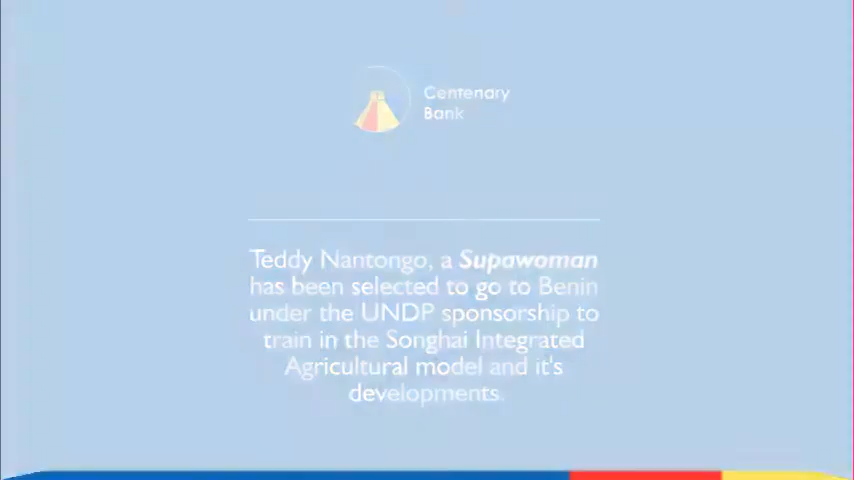 Centenary
Bank
Teddy Nantongo, a Supawoman
has been selected to go to Benin
under the UNDP sponsorship to
train in the Songhai Integrated
Agricultural model and it's
developments.